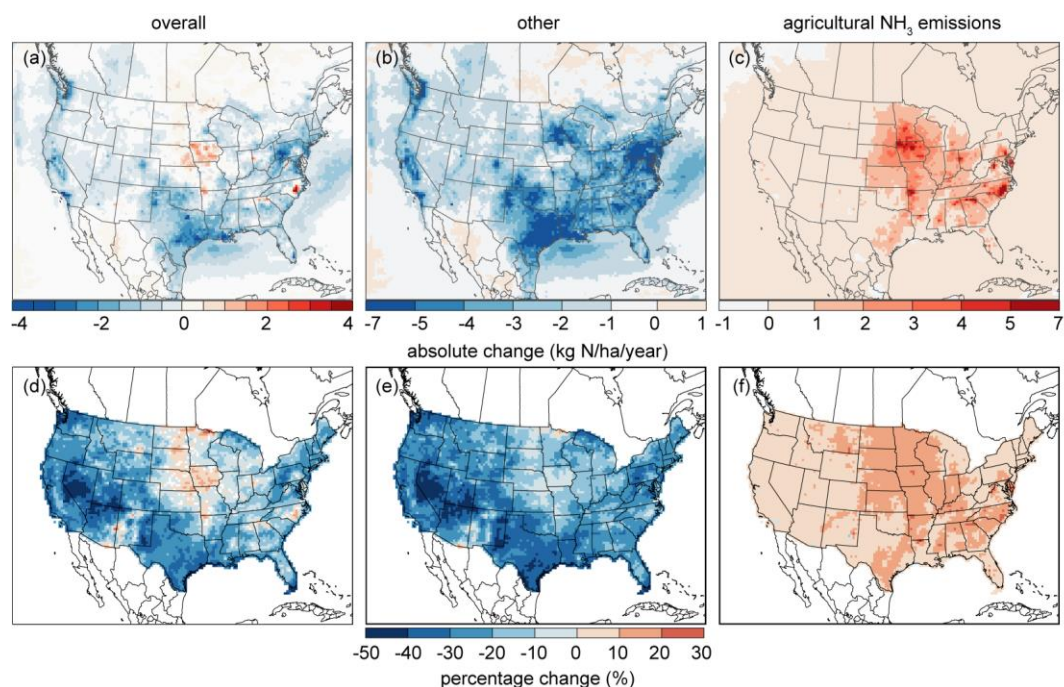 overall other agricultural NH₃ emissions
(a) (b) (c)
-4 -2 0 2 4 -7 -5 -4 -3 -2 -1 0 1 -1 0 1 2 3 4 5 7
absolute change (kg N/ha/year)
(d) (e) (f)
-50 -40 -30 -20 -10 0 10 20 30
percentage change (%)